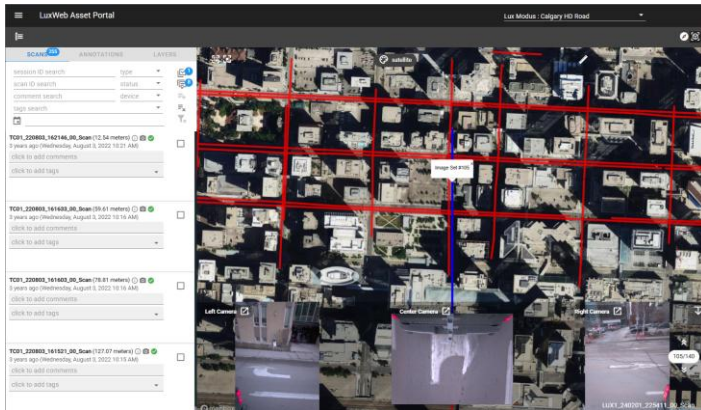 LuxWeb Asset Portal
Lux Modus : Calgary HD Road
SCANS
ANNOTATIONS
LAYERS
session ID search
type
scan ID search
status
comment search
device
tags search
satellite
TC01_220803_162146_00_Scan (12.54 meters)
3 years ago (Wednesday, August 3, 2022 10:21 AM)
click to add comments
click to add tags
Image Set #105
TC01_220803_161603_00_Scan (59.61 meters)
3 years ago (Wednesday, August 3, 2022 10:16 AM)
click to add comments
click to add tags
TC01_220803_161603_00_Scan (78.81 meters)
3 years ago (Wednesday, August 3, 2022 10:16 AM)
click to add comments
click to add tags
Left Camera
Center Camera
Right Camera
TC01_220803_161521_00_Scan (127.07 meters)
3 years ago (Wednesday, August 3, 2022 10:15 AM)
click to add comments
click to add tags
105/140
LUX1_240201_225411_00_Scan